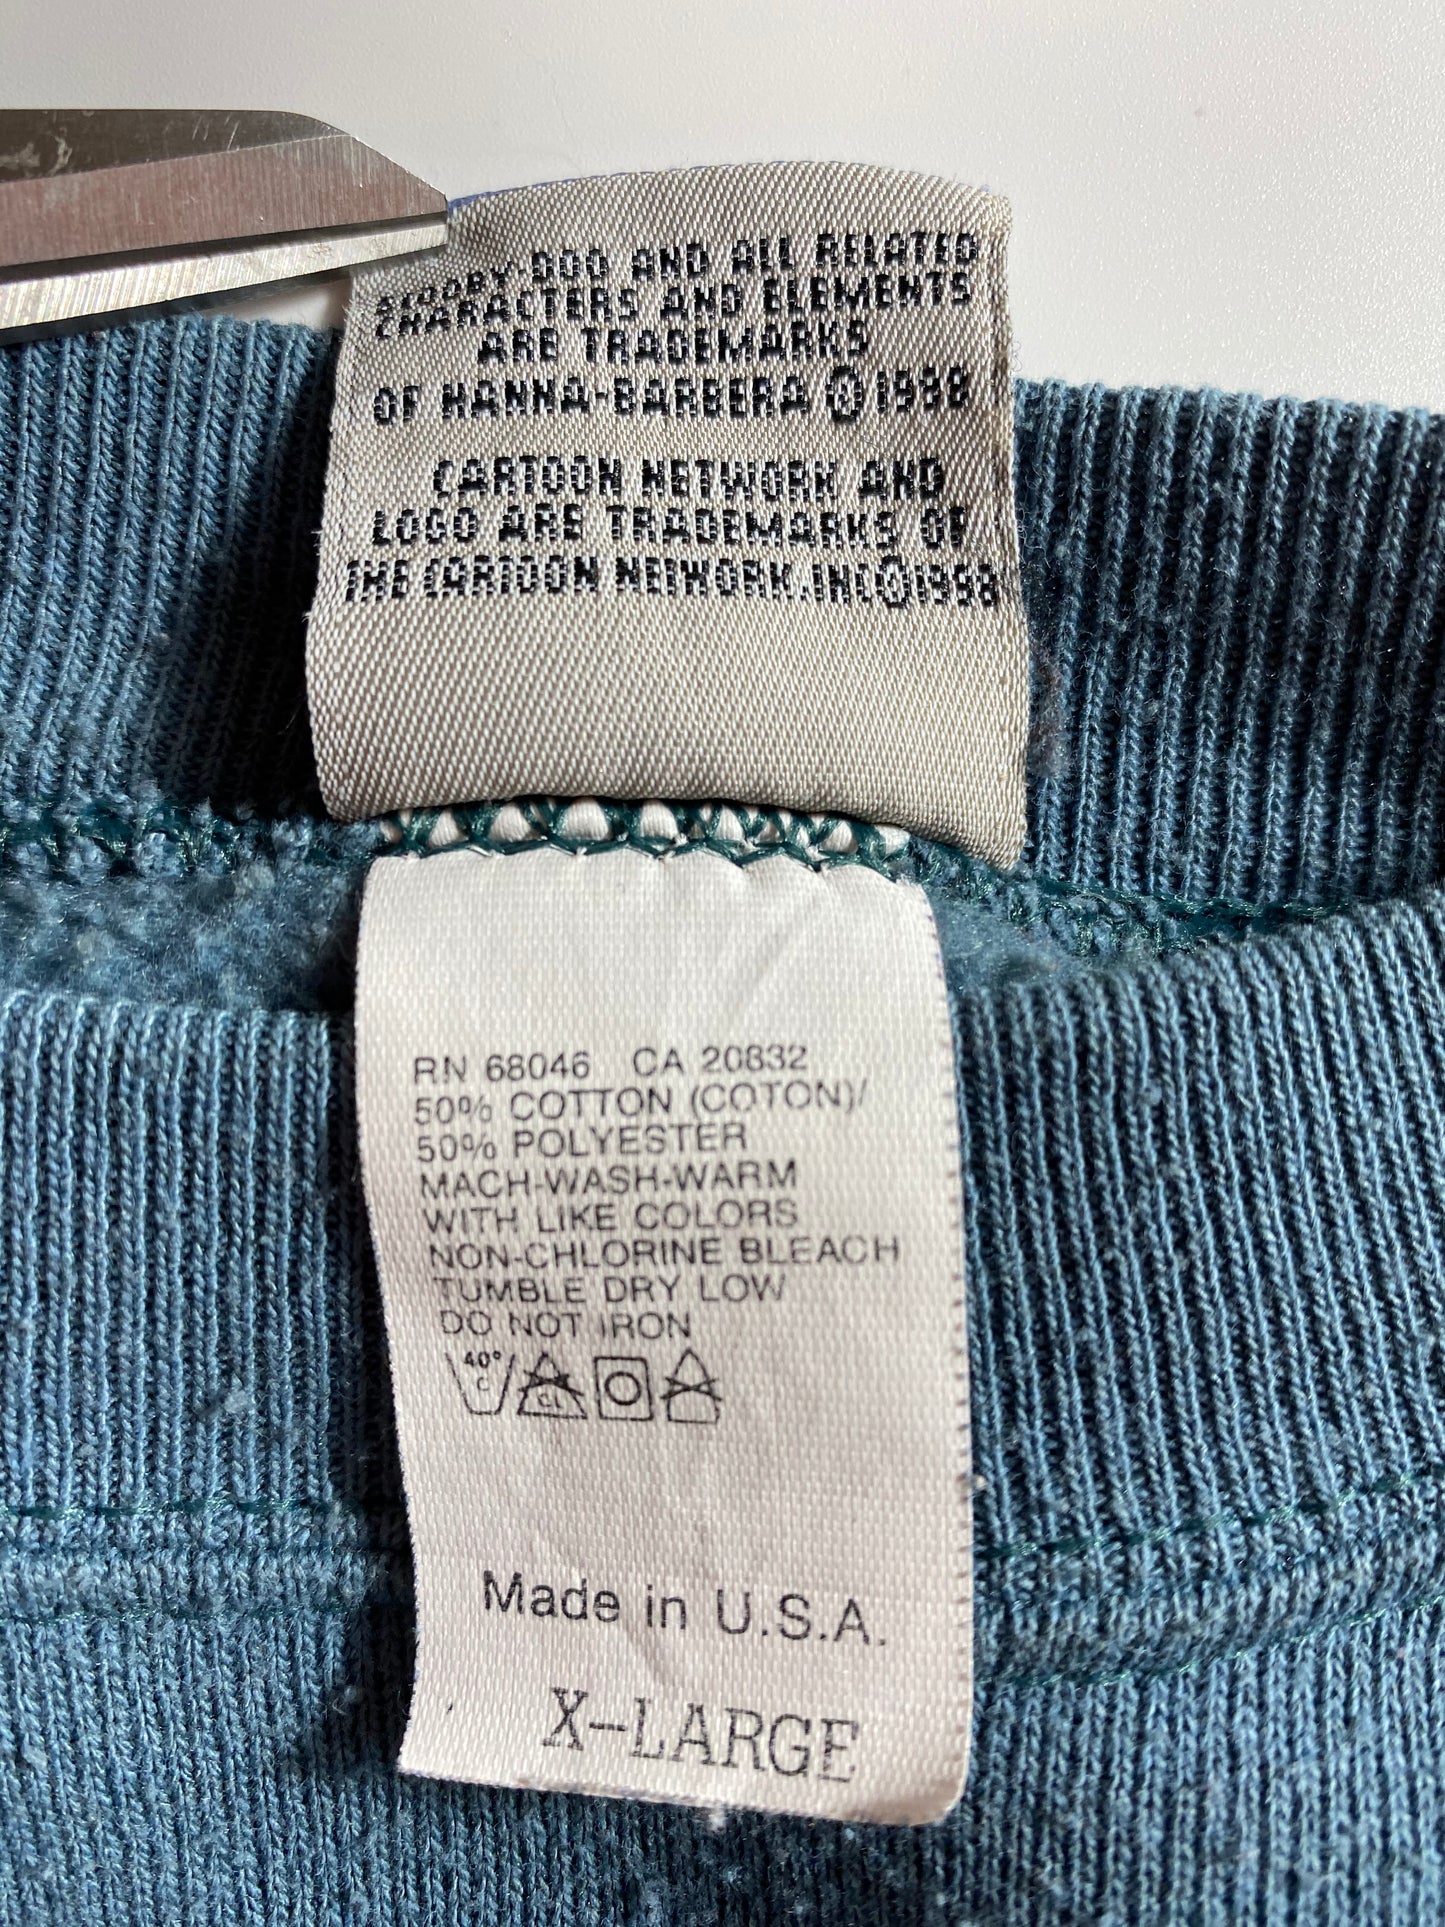 SCOOBY-DOO AND ALL RELATED
CHARACTERS AND ELEMENTS
ARE TRADEMARKS
OF HANNA-BARBERA © 1998
CARTOON NETWORK AND
LOGO ARE TRADEMARKS OF
THE CARTOON NETWORK,INC©1998
RN 68046 CA 20832
50% COTTON (COTON)/
50% POLYESTER
MACH-WASH-WARM
WITH LIKE COLORS
NON-CHLORINE BLEACH
TUMBLE DRY LOW
DO NOT IRON
40° C CL
Made in U.S.A.
X-LARGE